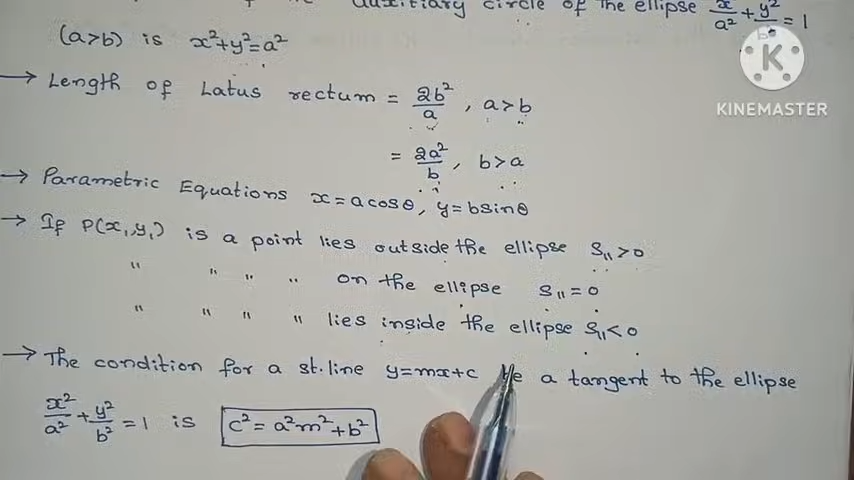 the Auxiliary circle of the ellipse x²/a² + y²/b² = 1
(a>b) is x²+y²=a²
KINEMASTER
→ Length of Latus rectum = 2b²/a , a>b
= 2a²/b , b>a
→ Parametric Equations x=acosθ, y=bsinθ
→ If P(x₁,y₁) is a point lies outside the ellipse S₁₁>0
" " " " on the ellipse S₁₁=0
" " " " lies inside the ellipse S₁₁<0
→ The condition for a st.line y=mx+c a tangent to the ellipse
x²/a² + y²/b² = 1 is c² = a²m²+b²